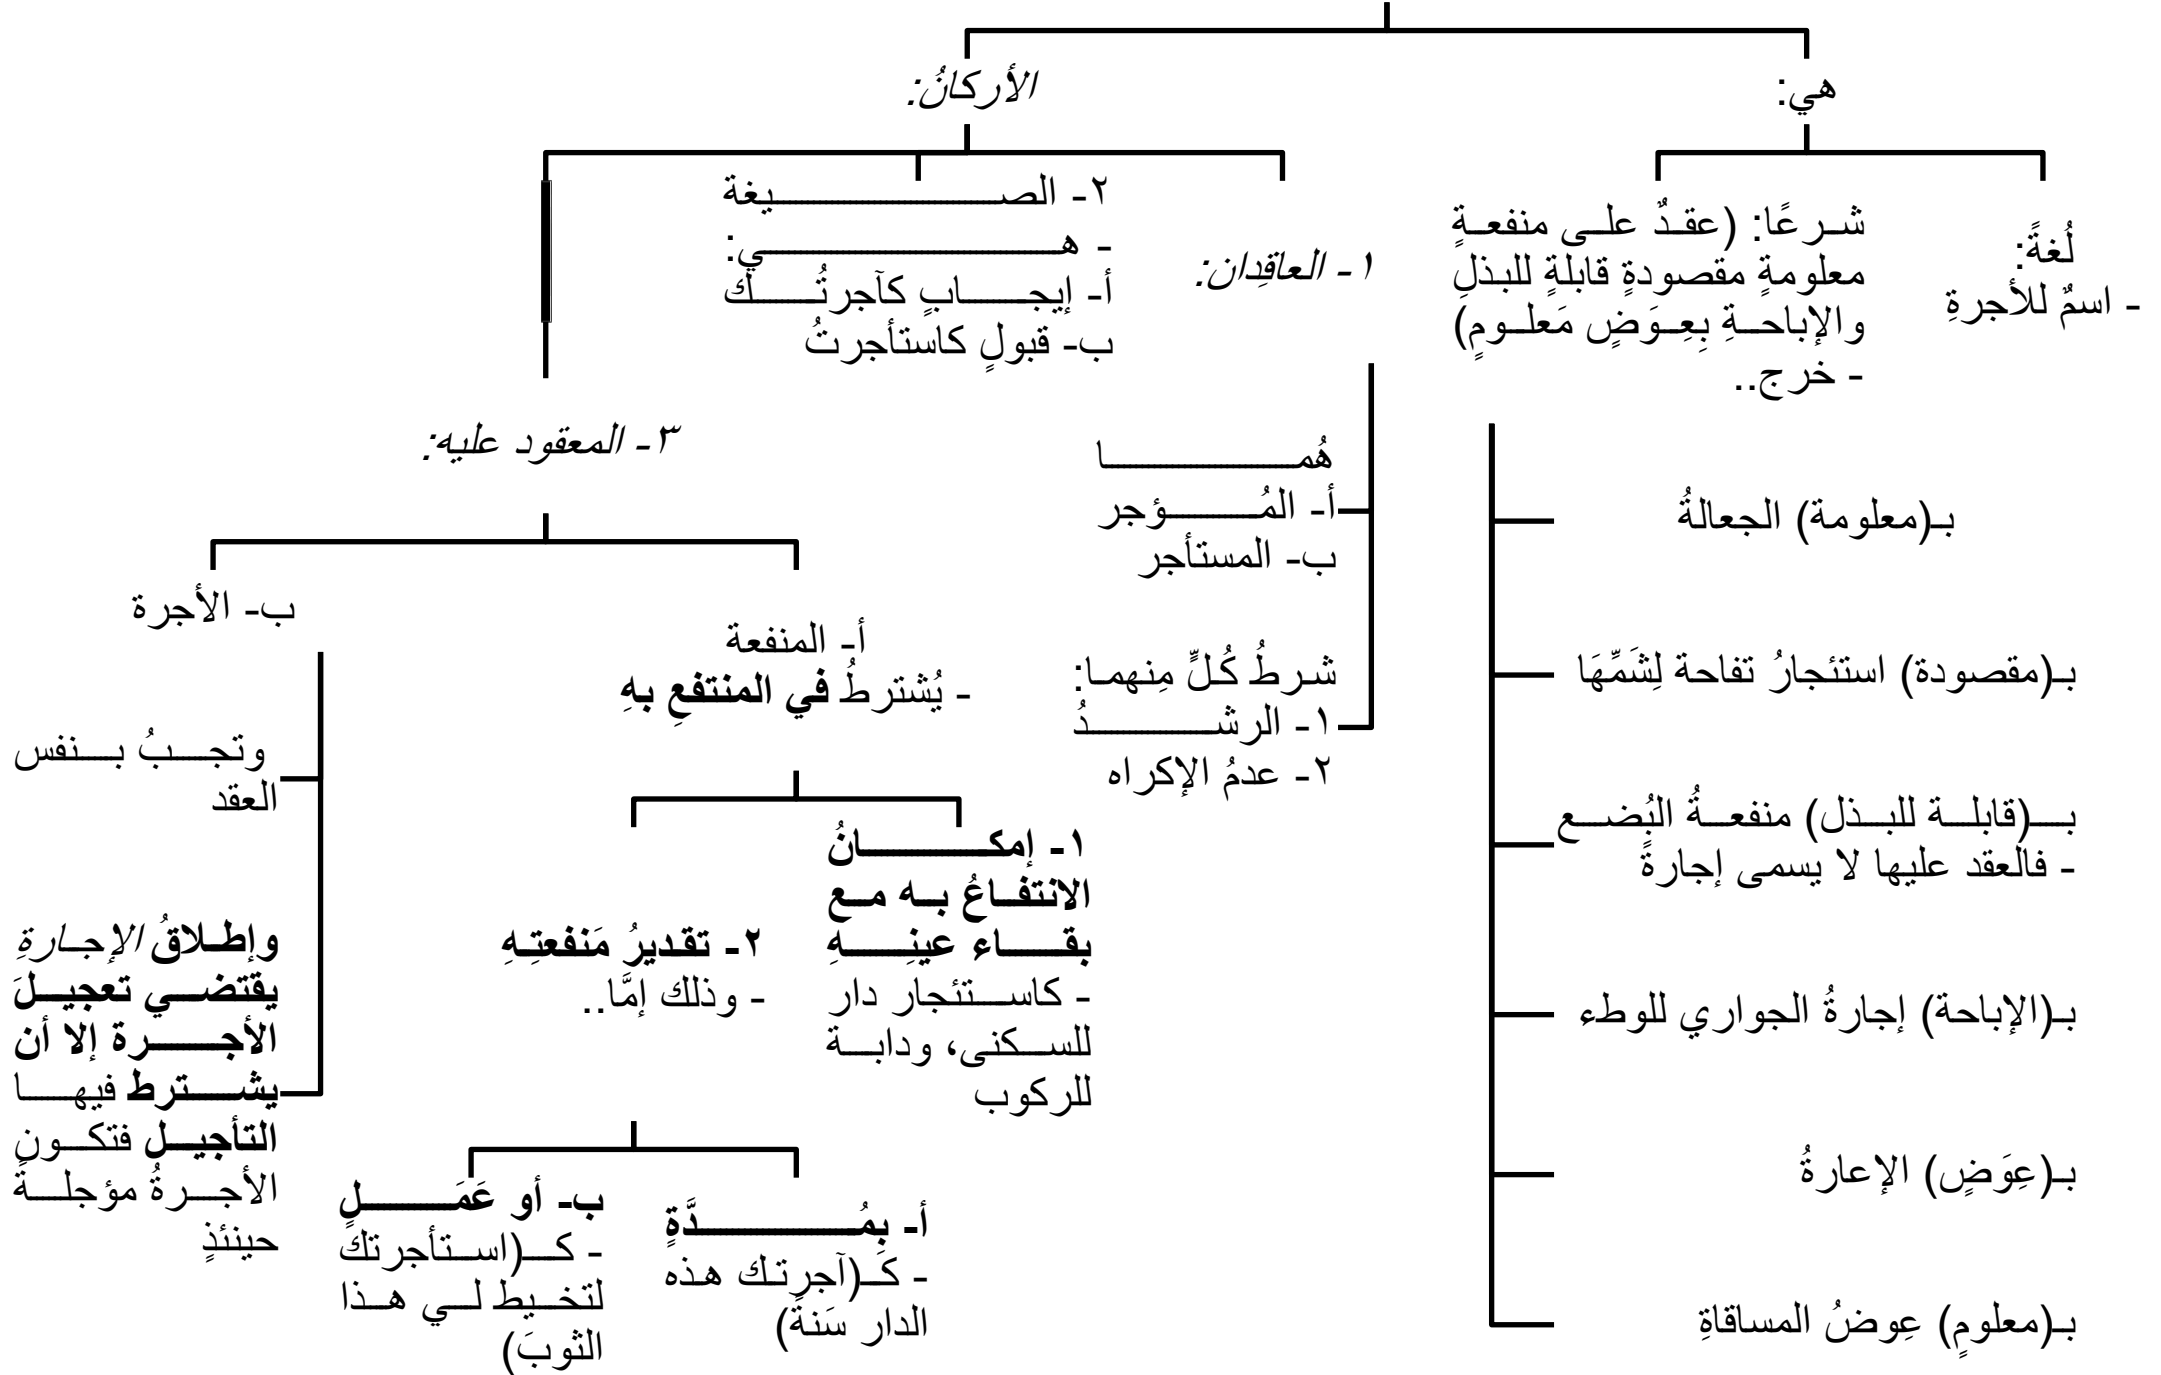 هي:
لُغةً:
- اسمٌ للأجرةِ
شرعًا: (عقدٌ على منفعةٍ
معلومةٍ مقصودةٍ قابلةٍ للبذلِ
والإباحةِ بِعِوَضٍ مَعلومٍ)
- خرج..
بـ(معلومة) الجعالةُ
بـ(مقصودة) استئجارُ تفاحة لِشَمِّهَا
بـ(قابلة للبذل) منفعةُ البُضع
- فالعقد عليها لا يسمى إجارةً
بـ(الإباحة) إجارةُ الجواري للوطء
بـ(عِوَضٍ) الإعارةُ
بـ(معلومٍ) عِوضُ المساقاةِ
الأركانُ:
١- العاقِدان:
هُما
أ- المُؤجر
ب- المستأجر
شرطُ كُلٍّ مِنهما:
١- الرشدُ
٢- عدمُ الإكراه
٢- الصيغة
- هي:
أ- إيجابٍ كآجرتُك
ب- قبولٍ كاستأجرتُ
٣- المعقود عليه:
أ- المنفعة
- يُشترطُ في المنتفعِ بهِ
١- إمكانُ
الانتفاعُ به مع
بقاء عينِهِ
- كاستئجار دار
للسكنى، ودابة
للركوب
٢- تقديرُ مَنفعتِهِ
- وذلك إمَّا..
أ- بِمُدَّةٍ
- كَـ(آجرتك هذه
الدار سَنةً)
ب- أو عَمَلٍ
- كـ(استأجرتك
لتخيط لي هذا
الثوبَ)
ب- الأجرة
وتجبُ بنفس
العقد
وإطلاقُ الإجارةِ
يقتضي تعجيلَ
الأجرة إلا أن
يشترط فيها
التأجيل فتكون
الأجرةُ مؤجلةً
حينئذٍ